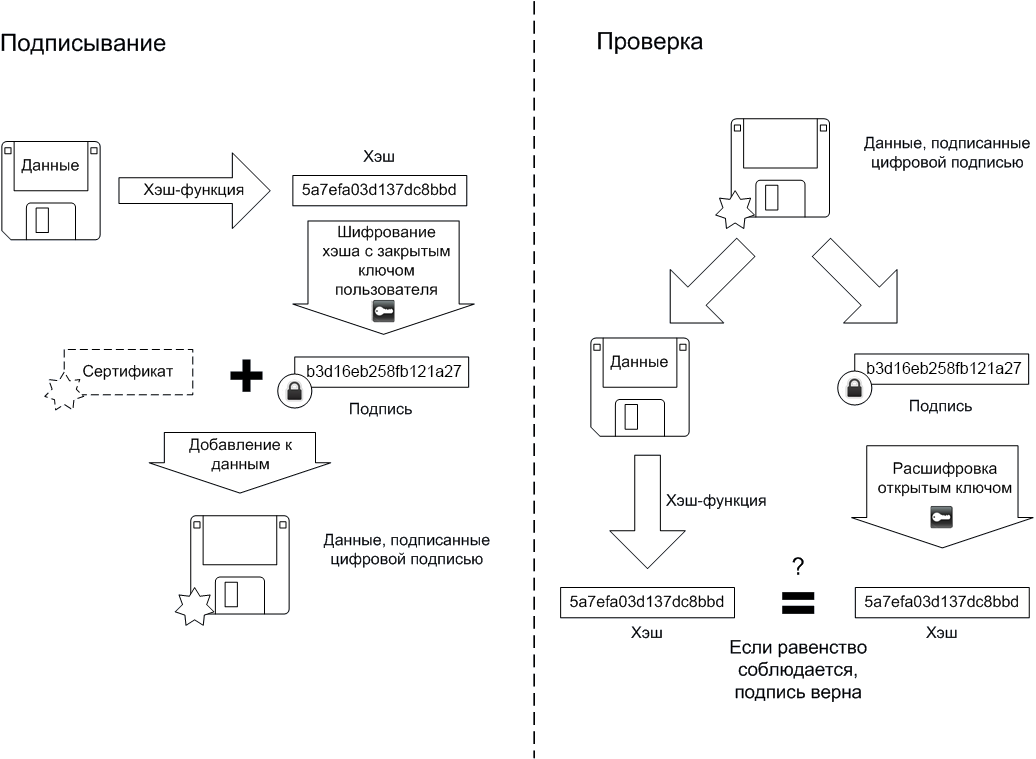 Подписывание
Данные
Хэш-функция
Хэш
5a7efa03d137dc8bbd
Шифрование
хэша с закрытым
ключом
пользователя
Сертификат
b3d16eb258fb121a27
Подпись
Добавление к
данным
Данные, подписанные
цифровой подписью
Проверка
Данные, подписанные
цифровой подписью
Данные
b3d16eb258fb121a27
Подпись
Хэш-функция
Расшифровка
открытым ключом
5a7efa03d137dc8bbd
Хэш
?
=
5a7efa03d137dc8bbd
Хэш
Если равенство
соблюдается,
подпись верна